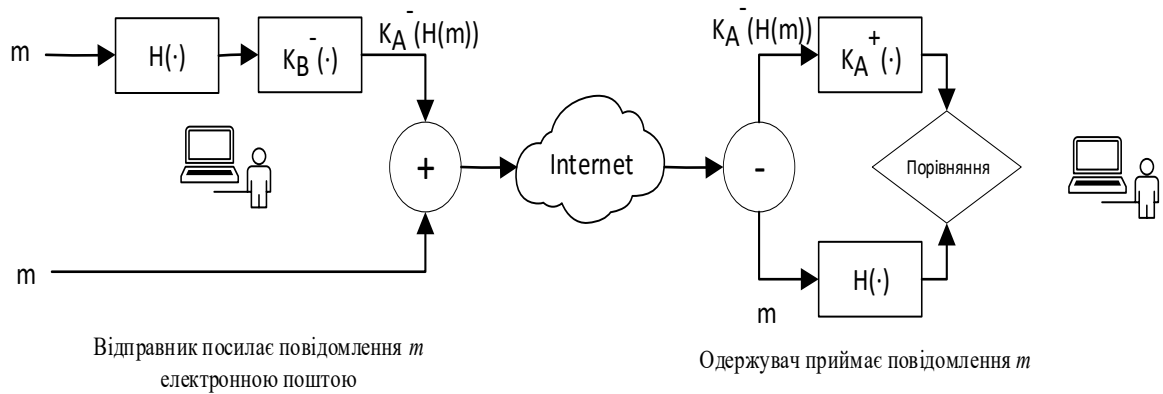 m
H(·)
K_B^-(·)
K_A^-(H(m))
+
m
Internet
-
K_A^-(H(m))
K_A^+(·)
Порівняння
H(·)
m
Відправник посилає повідомлення m
електронною поштою
Одержувач приймає повідомлення m